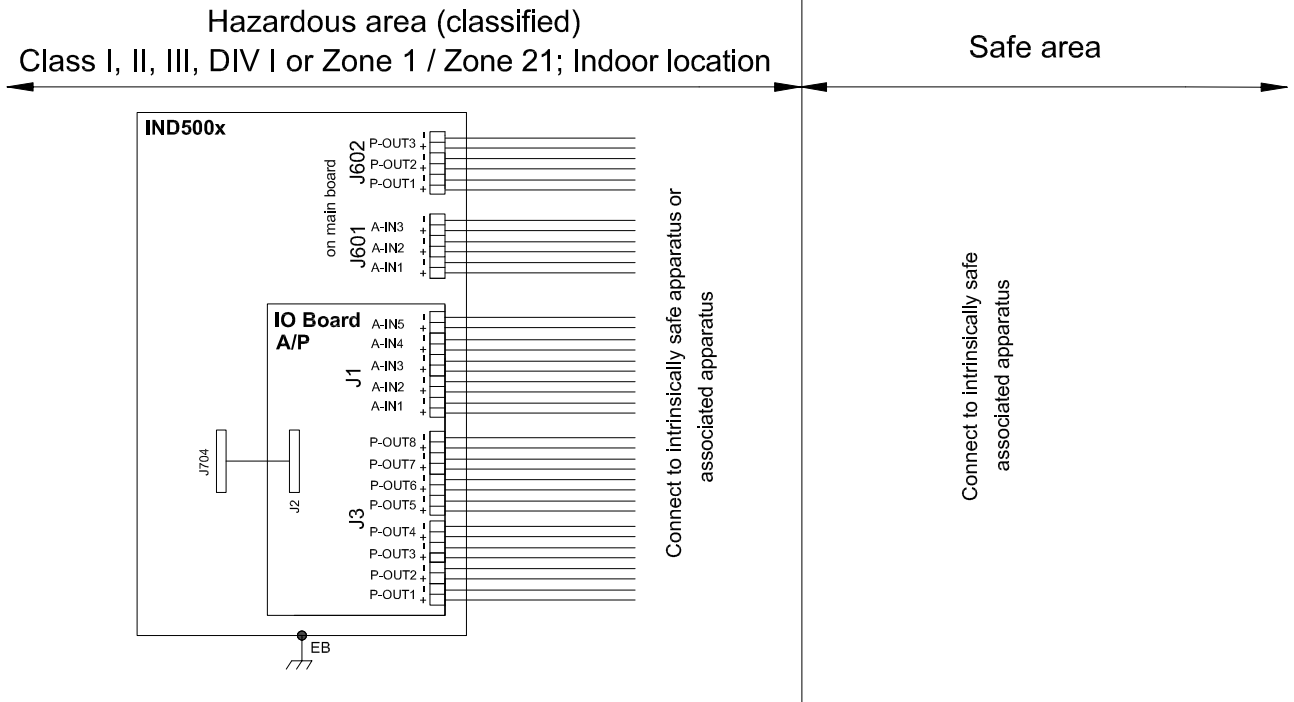 Hazardous area (classified)
Class I, II, III, DIV I or Zone 1 / Zone 21; Indoor location
Safe area
IND500x
on main board
J602
P-OUT3 - +
P-OUT2 - +
P-OUT1 - +
J601
A-IN3 - +
A-IN2 - +
A-IN1 - +
IO Board
A/P
J1
A-IN5 - +
A-IN4 - +
A-IN3 - +
A-IN2 - +
A-IN1 - +
J704
J2
J3
P-OUT8 - +
P-OUT7 - +
P-OUT6 - +
P-OUT5 - +
P-OUT4 - +
P-OUT3 - +
P-OUT2 - +
P-OUT1 - +
EB
Connect to intrinsically safe apparatus or
associated apparatus
Connect to intrinsically safe
associated apparatus